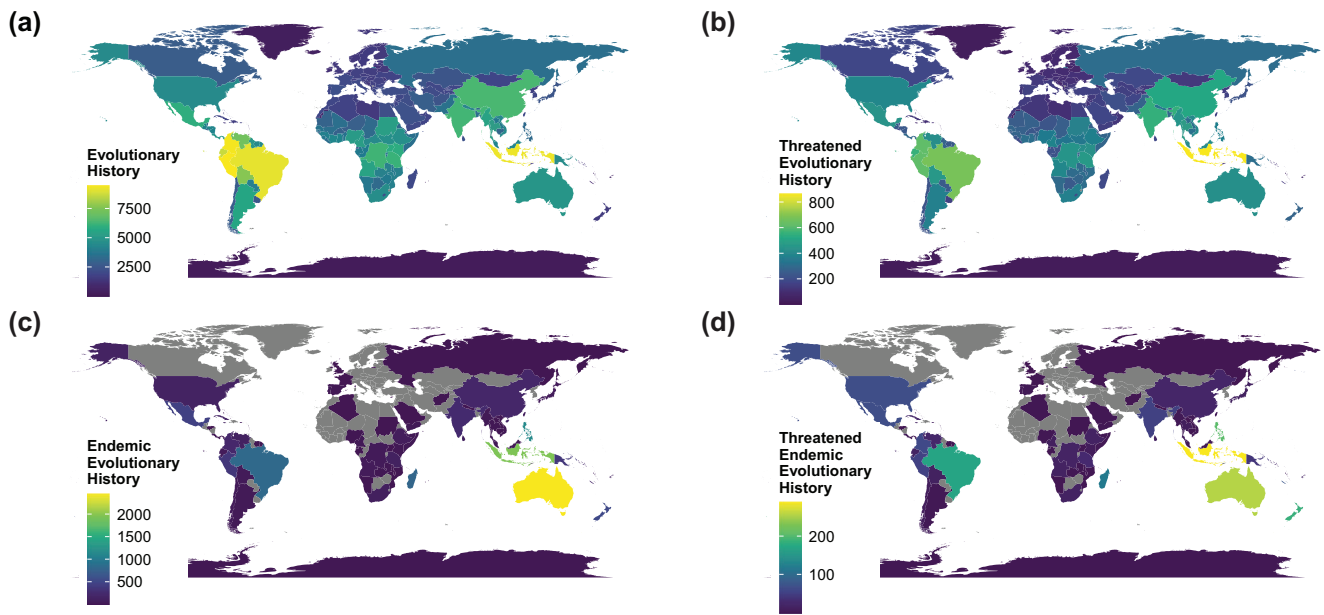 (a)
Evolutionary
History
7500
5000
2500
(b)
Threatened
Evolutionary
History
800
600
400
200
(c)
Endemic
Evolutionary
History
2000
1500
1000
500
(d)
Threatened
Endemic
Evolutionary
History
200
100